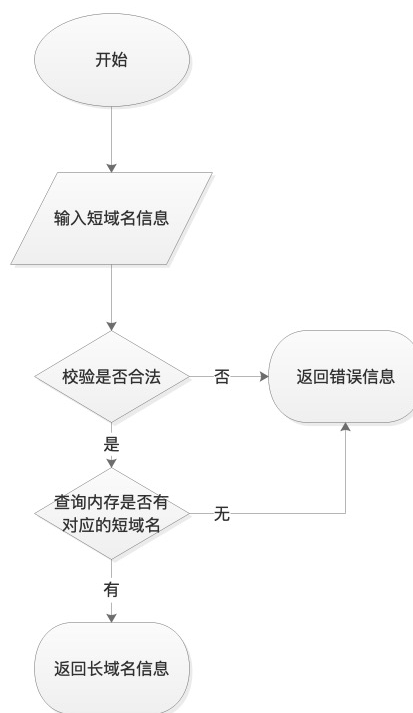 开始
输入短域名信息
校验是否合法
否
返回错误信息
是
查询内存是否有
对应的短域名
无
有
返回长域名信息